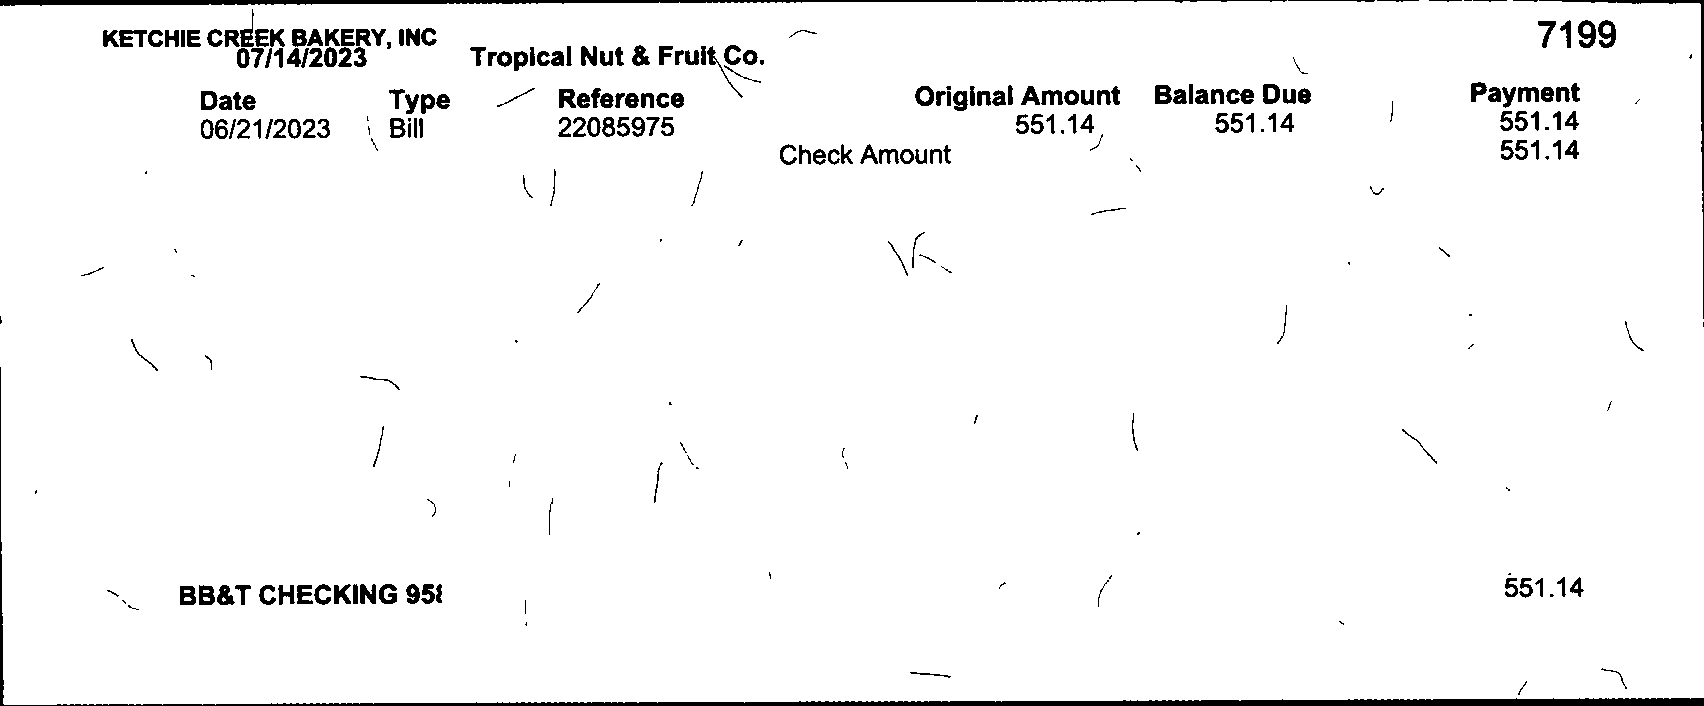 KETCHIE CREEK BAKERY, INC 7199
07/14/2023 Tropical Nut & Fruit Co.
Date Type Reference Original Amount Balance Due Payment
06/21/2023 Bill 22085975 551.14 551.14 551.14
Check Amount 551.14
BB&T CHECKING 551.14